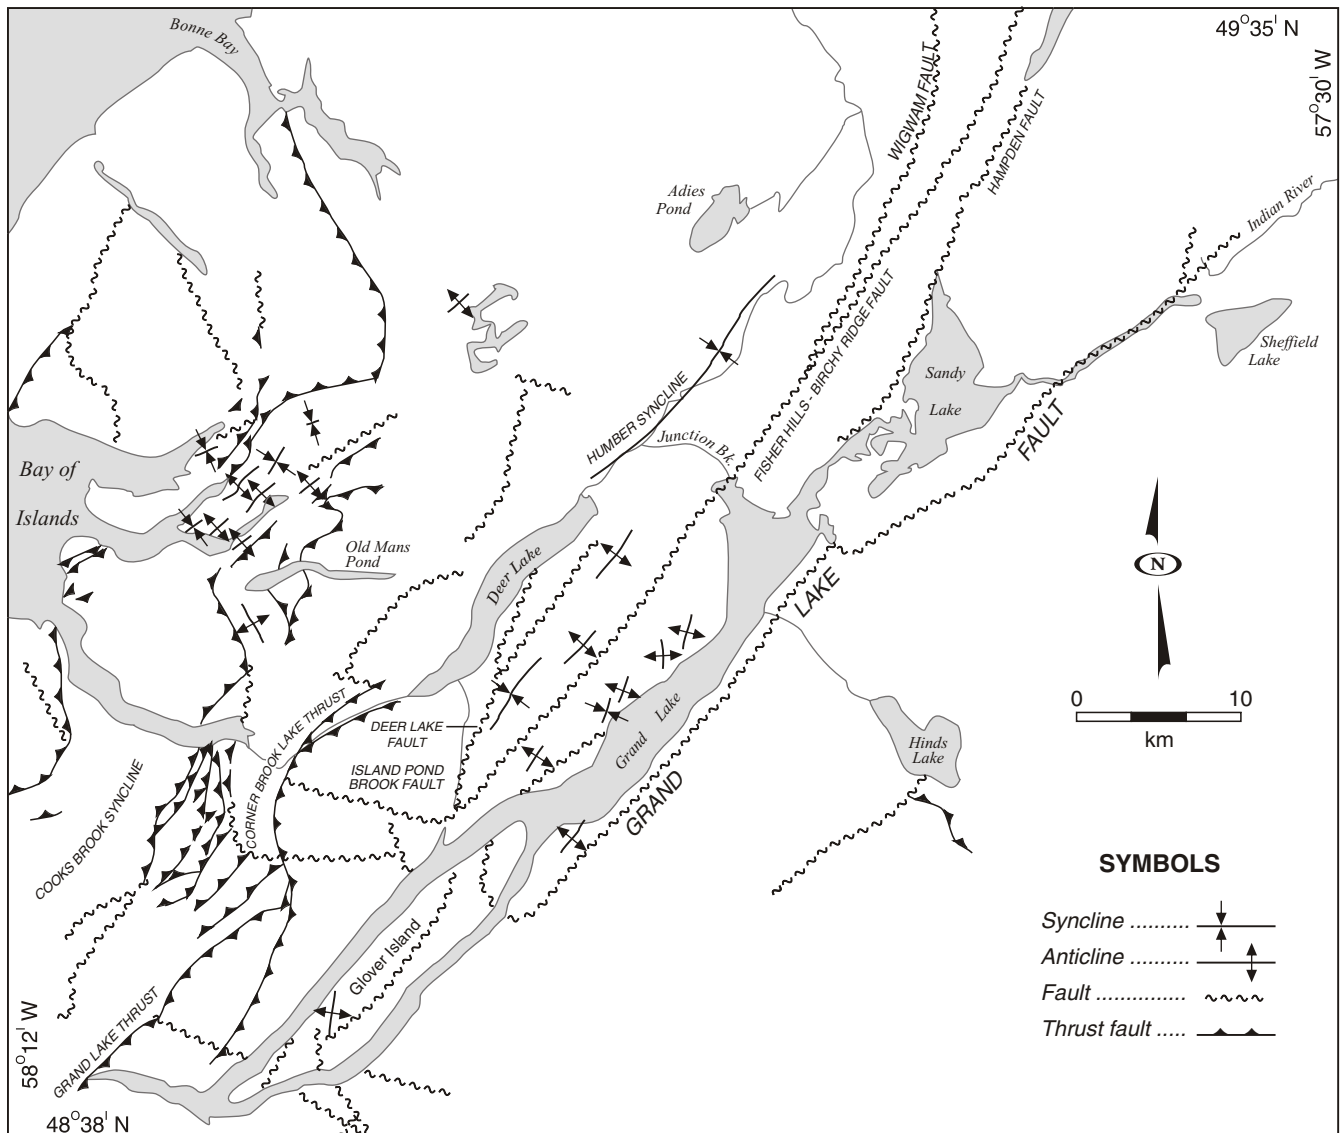 Bonne Bay
49°35' N
57°30' W
WIGWAM FAULT
HAMPDEN FAULT
Adies
Pond
Indian River
FISHER HILLS - BIRCHY RIDGE FAULT
Sheffield
Lake
Sandy
Lake
HUMBER SYNCLINE
Junction Bk.
FAULT
Bay of
Islands
Old Mans
Pond
Deer Lake
LAKE
N
0
10
km
CORNER BROOK LAKE THRUST
DEER LAKE
FAULT
ISLAND POND
BROOK FAULT
Grand
Lake
GRAND
Hinds
Lake
COOKS BROOK SYNCLINE
Glover Island
SYMBOLS
Syncline ..........
Anticline ..........
Fault ...............
Thrust fault .....
GRAND LAKE THRUST
58°12' W
48°38' N